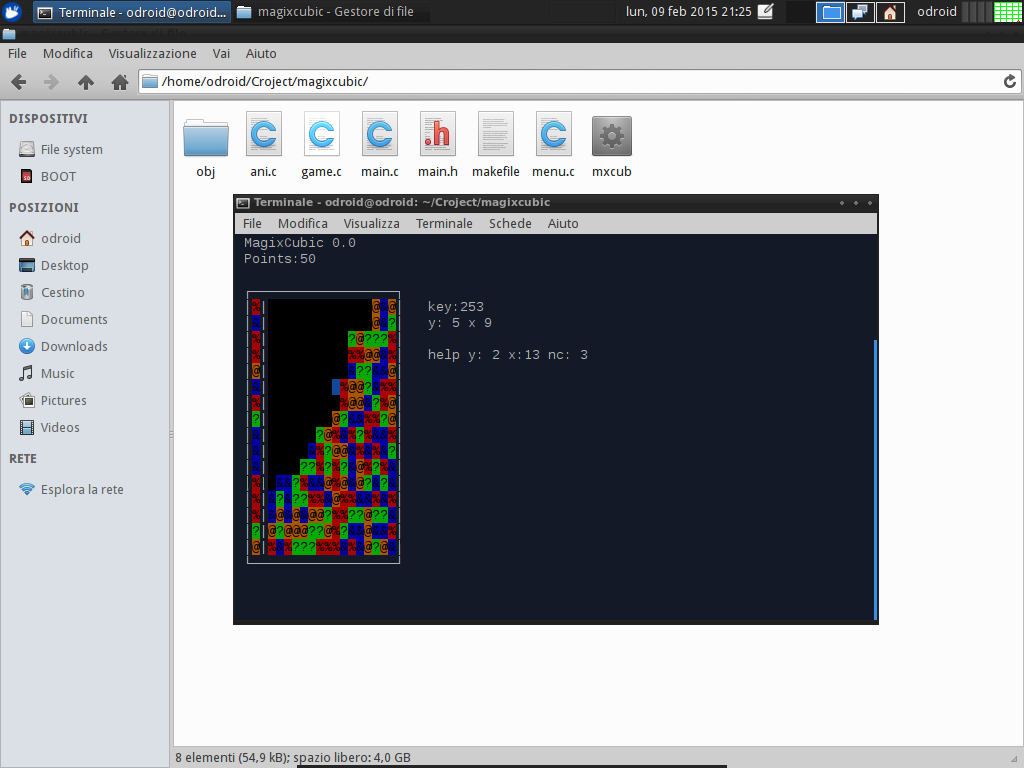 Terminale - odroid@odroid...
magixcubic - Gestore di file
lun, 09 feb 2015 21:25
odroid
File Modifica Visualizzazione Vai Aiuto
/home/odroid/Croject/magixcubic/
DISPOSITIVI
File system
BOOT
POSIZIONI
odroid
Desktop
Cestino
Documents
Downloads
Music
Pictures
Videos
RETE
Esplora la rete
obj ani.c game.c main.c main.h makefile menu.c mxcub
Terminale - odroid@odroid: ~/Croject/magixcubic
File Modifica Visualizza Terminale Schede Aiuto
MagixCubic 0.0
Points:50
key:253
y: 5 x 9
help y: 2 x:13 nc: 3
8 elementi (54,9 kB); spazio libero: 4,0 GB